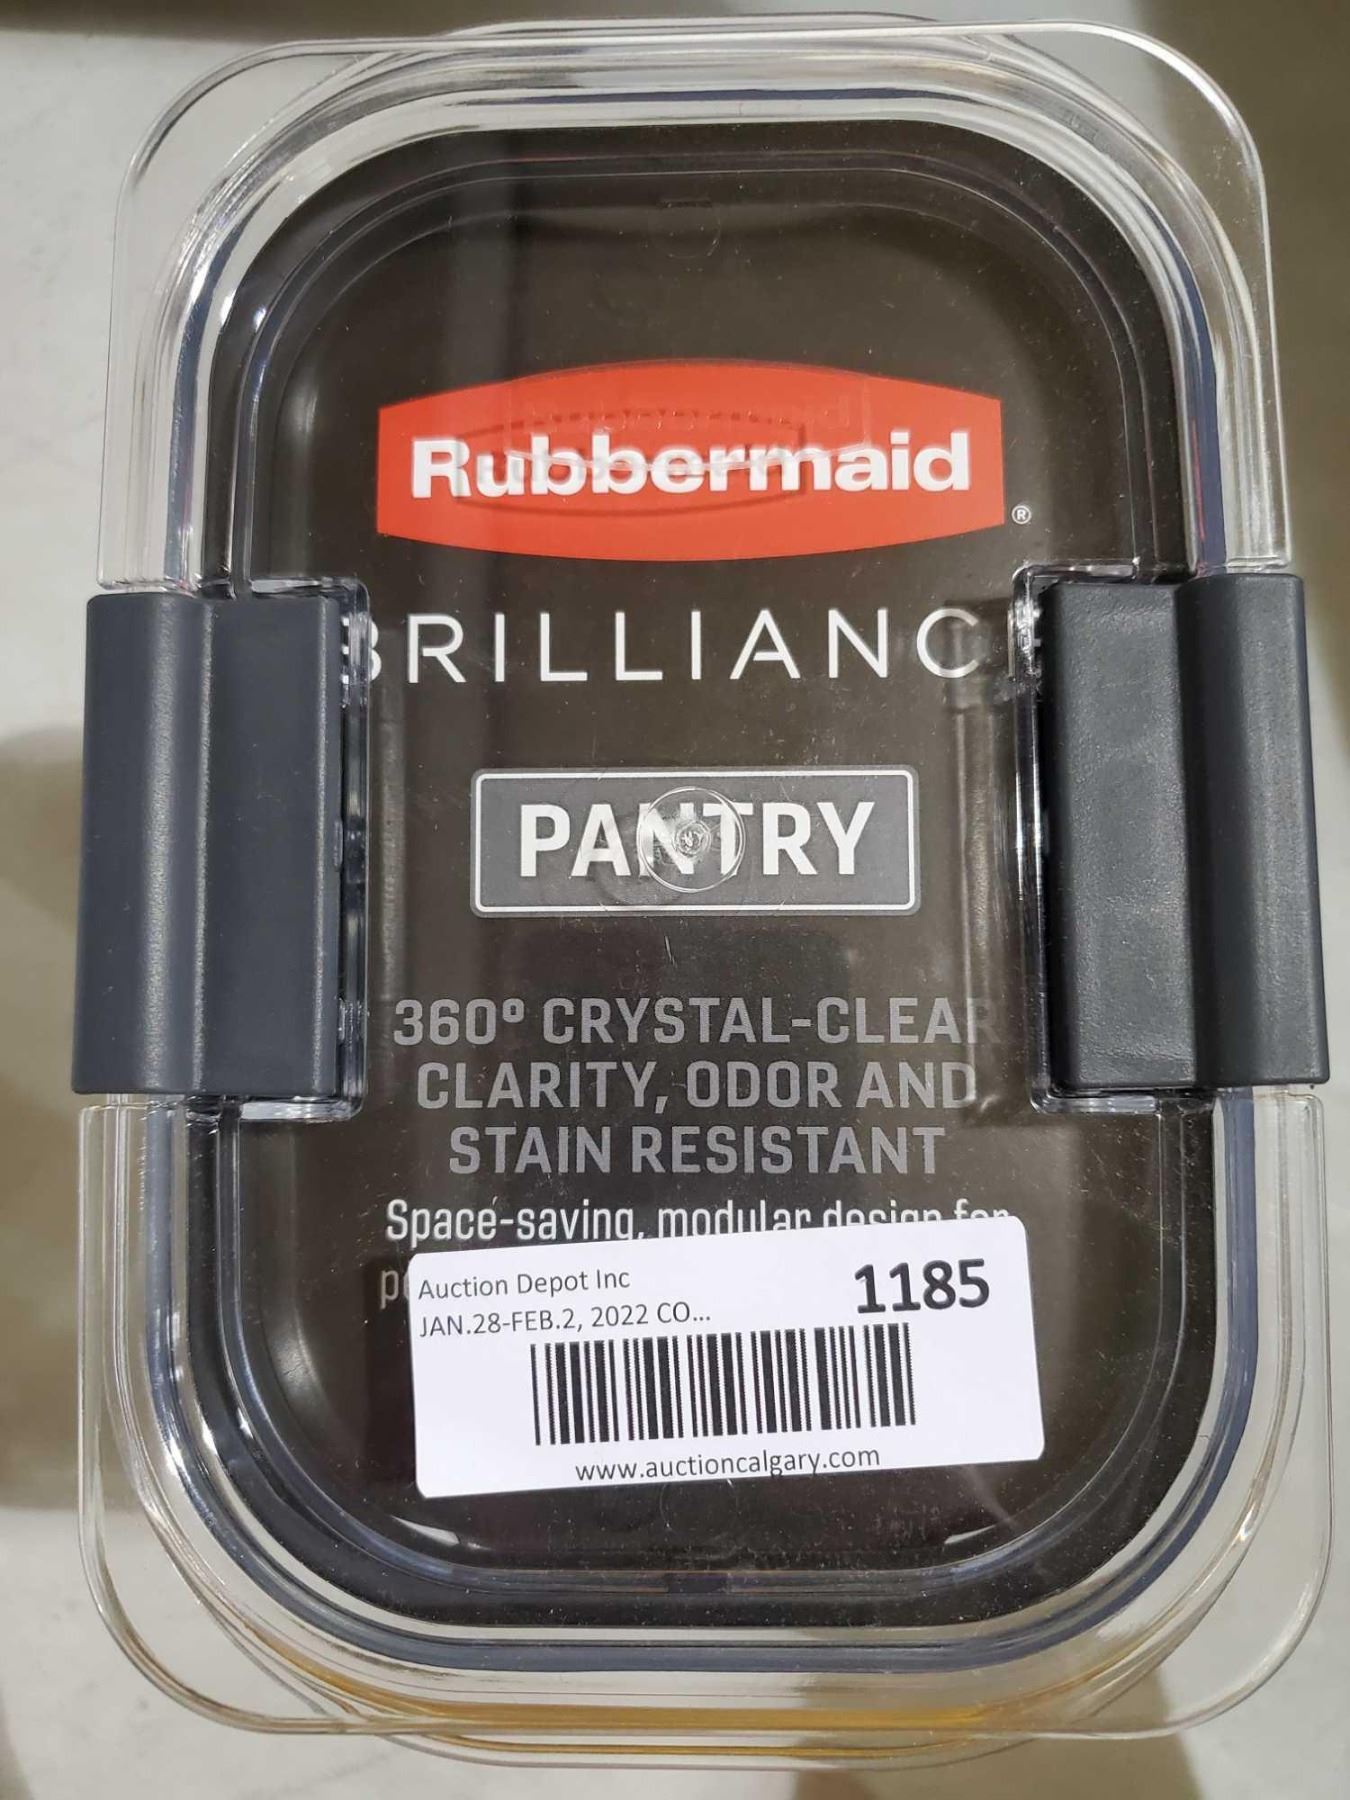 Rubbermaid®
BRILLIANC
PANTRY
360° CRYSTAL-CLEAR
CLARITY, ODOR AND
STAIN RESISTANT
Space-saving, modular design for
Auction Depot Inc
1185
JAN.28-FEB.2, 2022 CO...
www.auctioncalgary.com